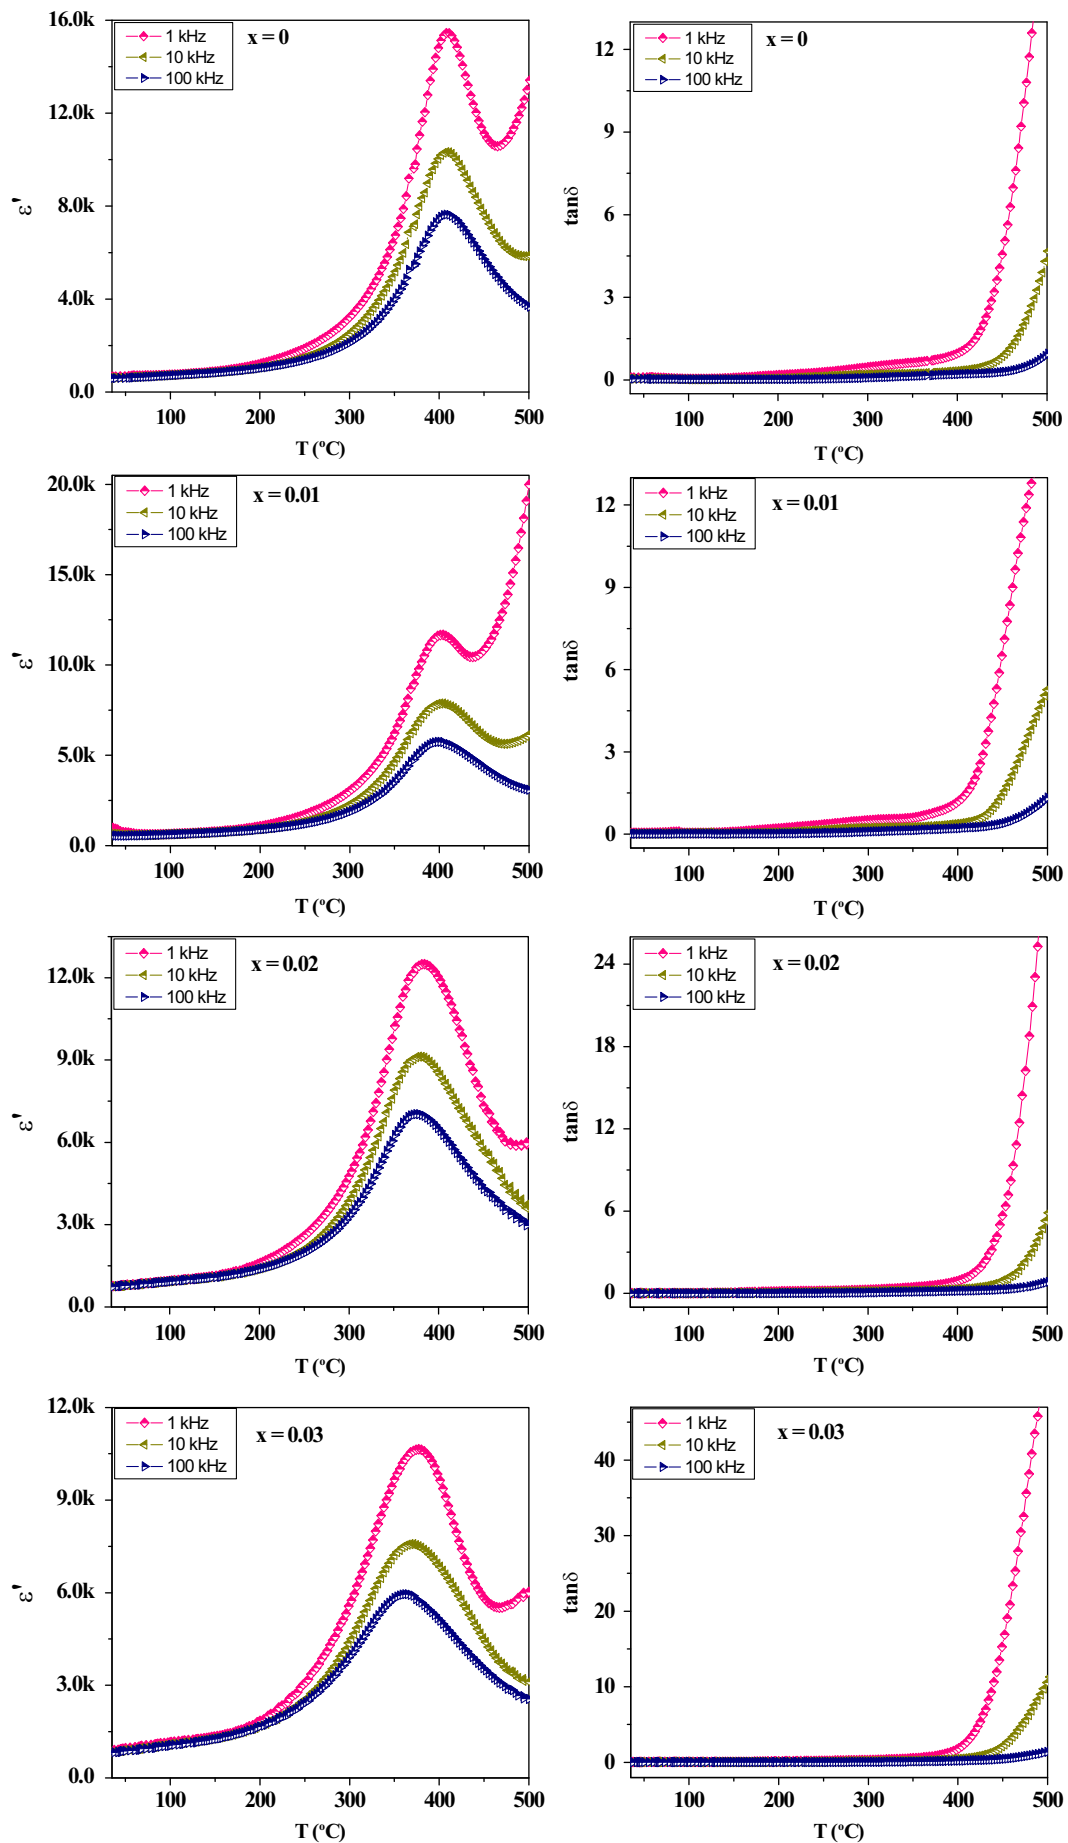 16.0k
12.0k
8.0k
4.0k
0.0
ε'
1 kHz
10 kHz
100 kHz
x = 0
100 200 300 400 500
T (ºC)
12
9
6
3
0
tanδ
1 kHz
10 kHz
100 kHz
x = 0
100 200 300 400 500
T (ºC)
20.0k
15.0k
10.0k
5.0k
0.0
ε'
1 kHz
10 kHz
100 kHz
x = 0.01
100 200 300 400 500
T (ºC)
12
9
6
3
0
tanδ
1 kHz
10 kHz
100 kHz
x = 0.01
100 200 300 400 500
T (ºC)
12.0k
9.0k
6.0k
3.0k
0.0
ε'
1 kHz
10 kHz
100 kHz
x = 0.02
100 200 300 400 500
T (ºC)
24
18
12
6
0
tanδ
1 kHz
10 kHz
100 kHz
x = 0.02
100 200 300 400 500
T (ºC)
12.0k
9.0k
6.0k
3.0k
0.0
ε'
1 kHz
10 kHz
100 kHz
x = 0.03
100 200 300 400 500
T (ºC)
40
30
20
10
0
tanδ
1 kHz
10 kHz
100 kHz
x = 0.03
100 200 300 400 500
T (ºC)